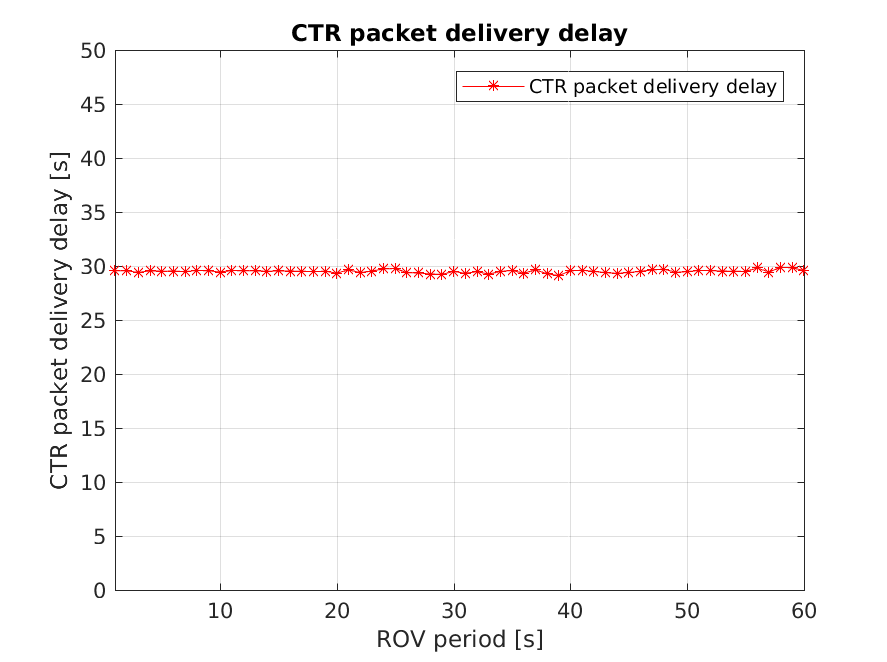 CTR packet delivery delay
CTR packet delivery delay
CTR packet delivery delay [s]
50
45
40
35
30
25
20
15
10
5
0
10 20 30 40 50 60
ROV period [s]